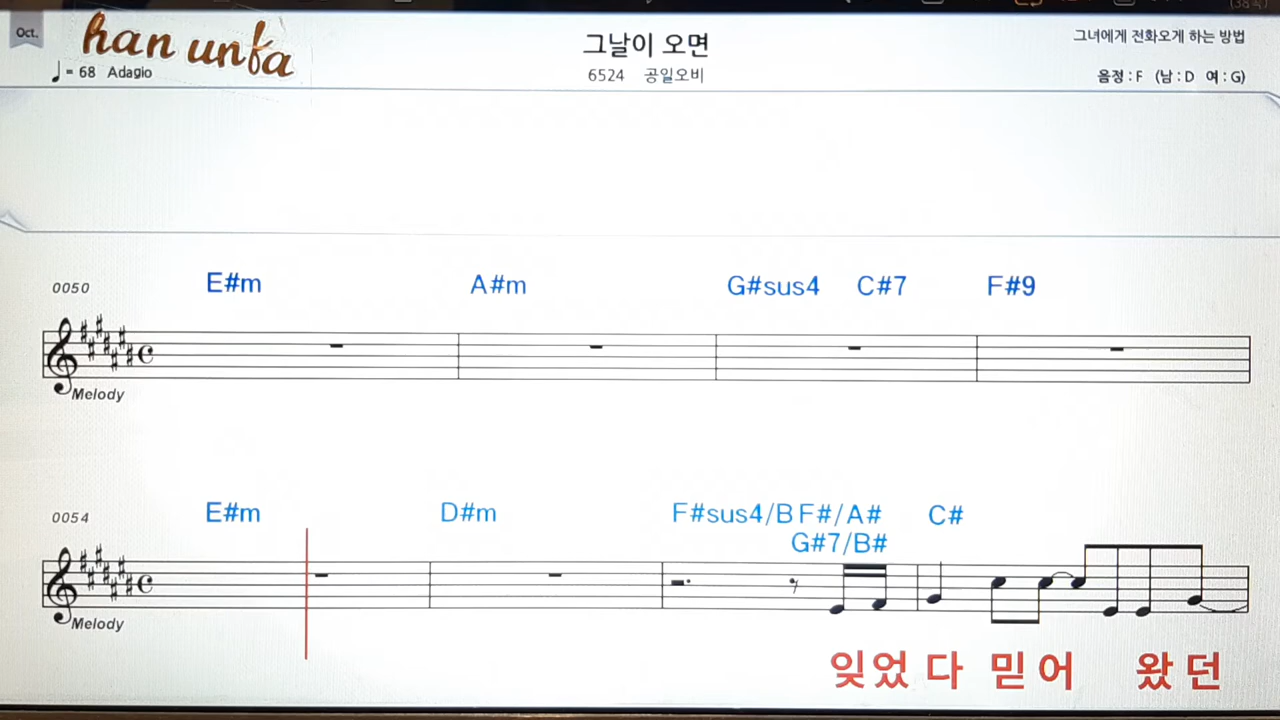 Oct.
han unfa
♩ = 68 Adagio
그날이 오면
6524 공일오비
그녀에게 전화오게 하는 방법
음정 : F (남 : D 여 : G)
0050
E#m A#m G#sus4 C#7 F#9
Melody
0054
E#m D#m F#sus4/B F#/A# C#
G#7/B#
Melody
잊었 다 믿어 왔 던